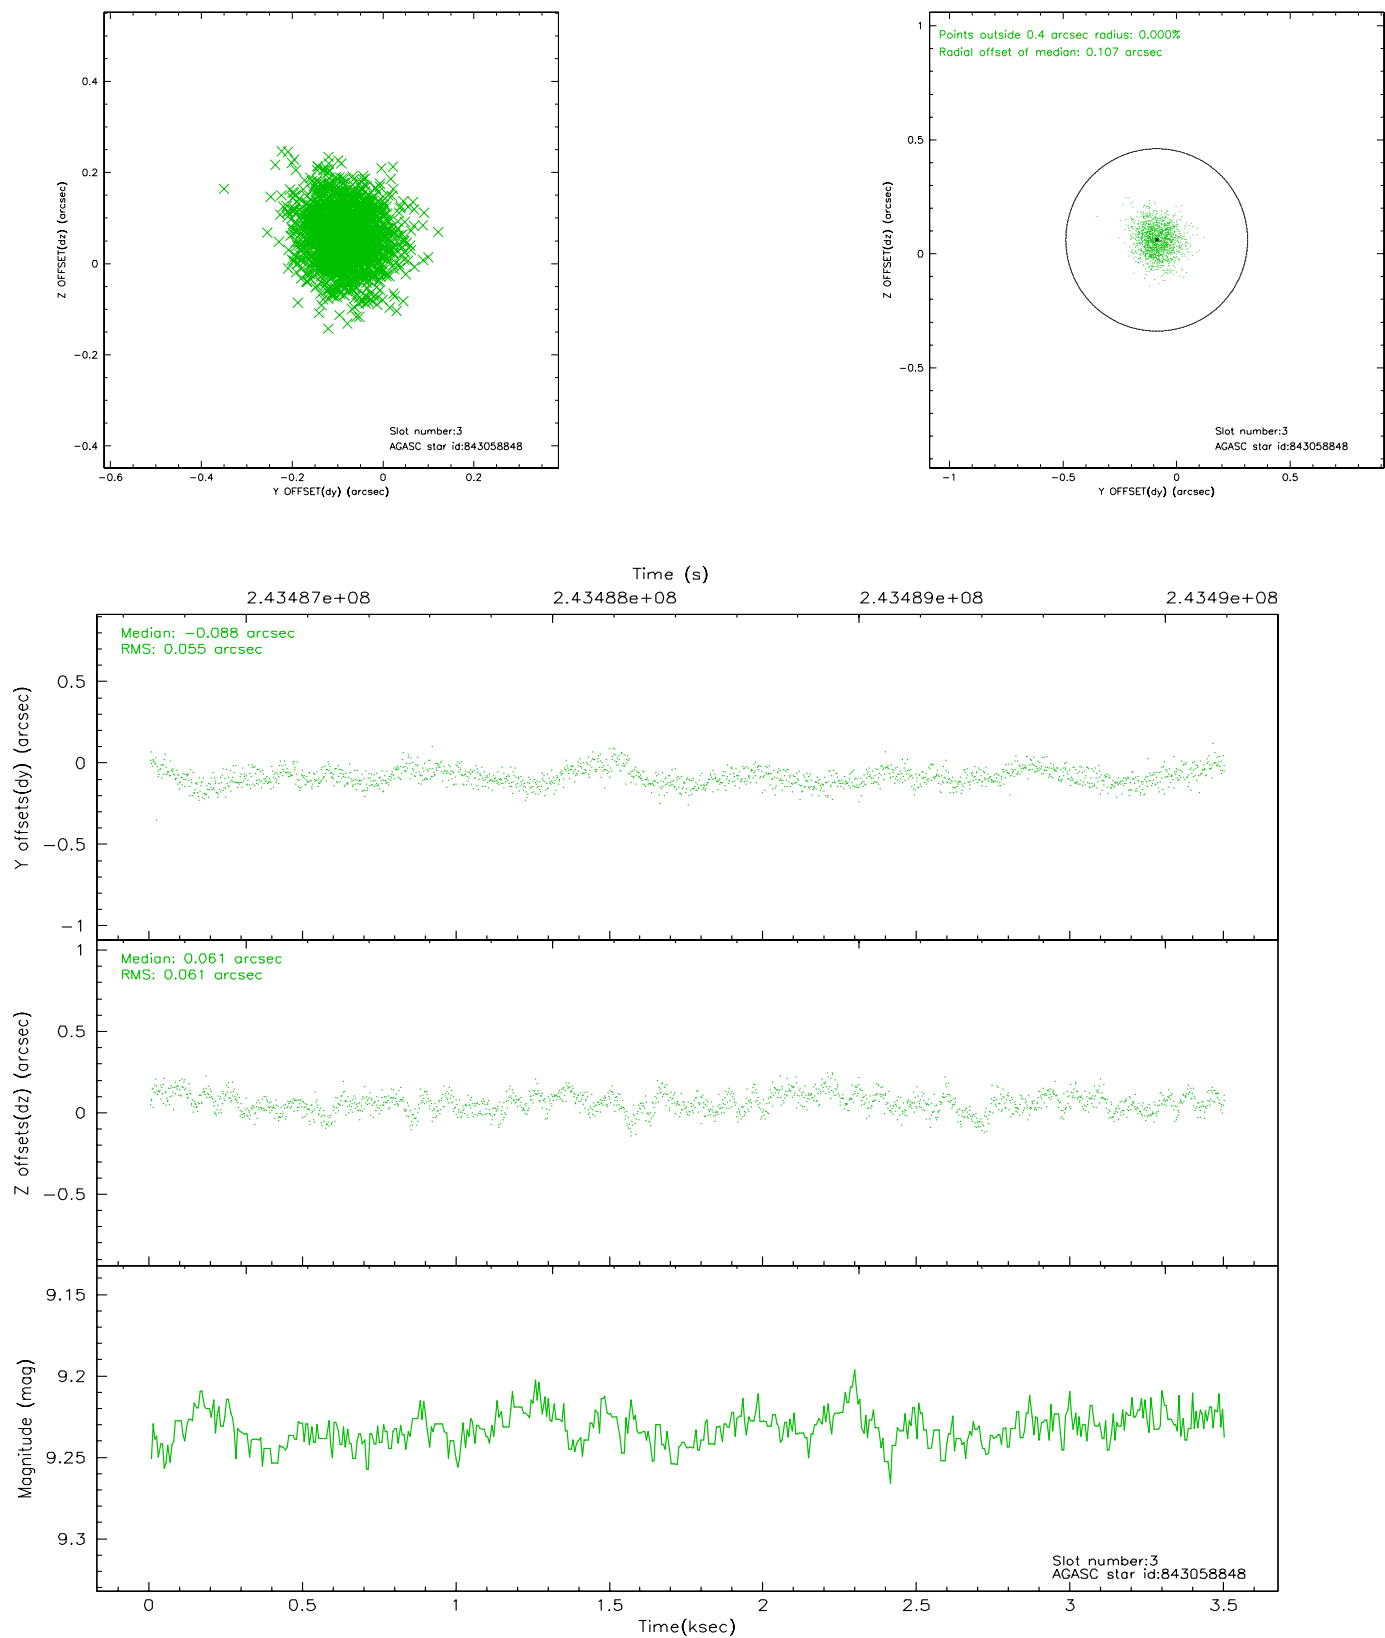 0.4
0.2
0
−0.2
−0.4
Z OFFSET(dz) (arcsec)
Slot number:3
AGASC star id:843058848
−0.6
−0.4
−0.2
0
0.2
Y OFFSET(dy) (arcsec)
Points outside 0.4 arcsec radius: 0.000%
Radial offset of median: 0.107 arcsec
1
0.5
0
−0.5
Z OFFSET(dz) (arcsec)
Slot number:3
AGASC star id:843058848
−1
−0.5
0
0.5
Y OFFSET(dy) (arcsec)
Time (s)
2.43487e+08
2.43488e+08
2.43489e+08
2.4349e+08
Median: −0.088 arcsec
RMS: 0.055 arcsec
0.5
0
−0.5
−1
Y offsets(dy) (arcsec)
Median: 0.061 arcsec
RMS: 0.061 arcsec
1
0.5
0
−0.5
Z offsets(dz) (arcsec)
9.15
9.2
9.25
9.3
Magnitude (mag)
Slot number:3
AGASC star id:843058848
0
0.5
1
1.5
2
2.5
3
3.5
Time(ksec)